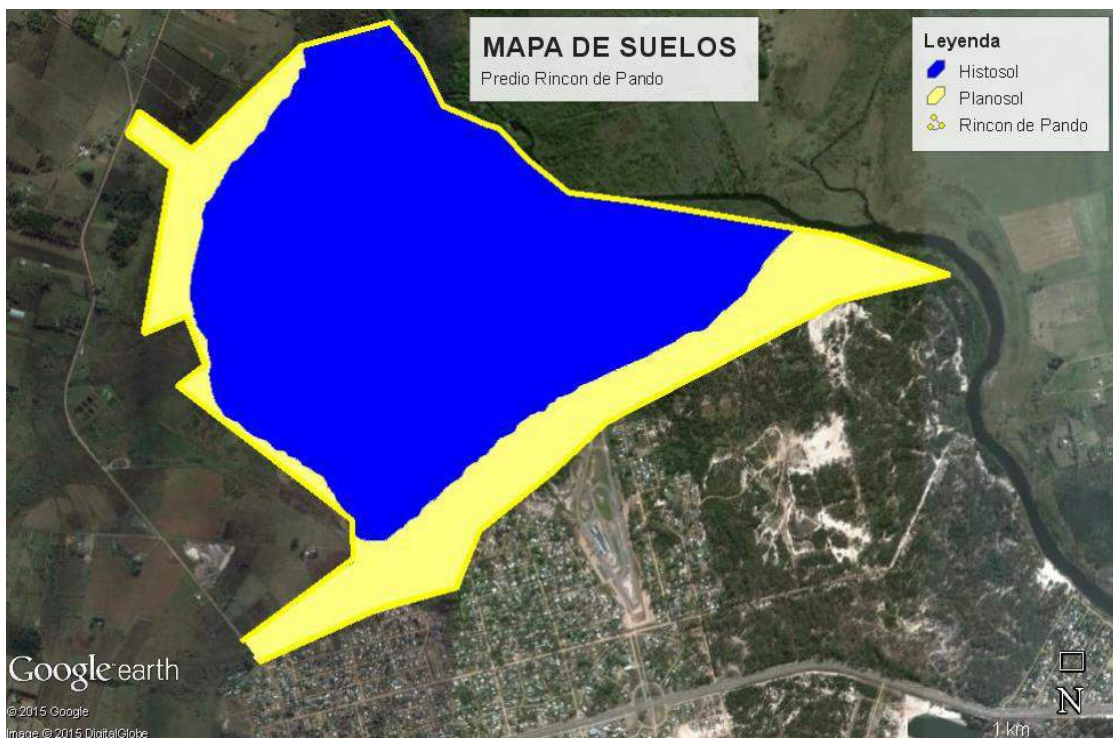 MAPA DE SUELOS
Predio Rincon de Pando
Leyenda
Histosol
Planosol
Rincon de Pando
Google earth
© 2015 Google
Image © 2015 DigitalGlobe
N
1 km